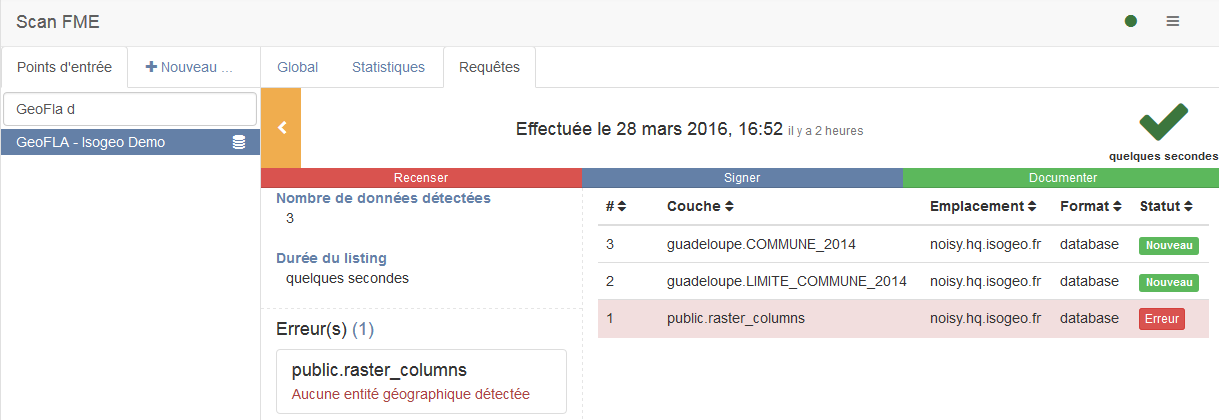 Scan FME
Points d'entrée
Nouveau ...
Global
Statistiques
Requêtes
GeoFla d
GeoFLA - Isogeo Demo
Effectuée le 28 mars 2016, 16:52 il y a 2 heures
quelques secondes
Recenser
Signer
Documenter
Nombre de données détectées
3
Durée du listing
quelques secondes
Erreur(s) (1)
public.raster_columns
Aucune entité géographique détectée
# Couche Emplacement Format Statut
3 guadeloupe.COMMUNE_2014 noisy.hq.isogeo.fr database Nouveau
2 guadeloupe.LIMITE_COMMUNE_2014 noisy.hq.isogeo.fr database Nouveau
1 public.raster_columns noisy.hq.isogeo.fr database Erreur